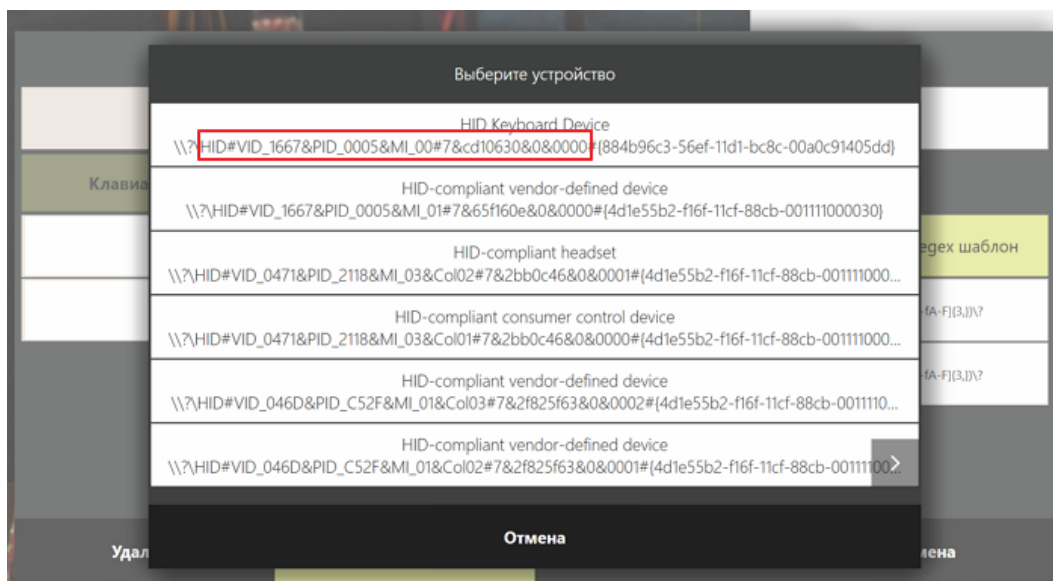 Выберите устройство
HID Keyboard Device
\\?\HID#VID_1667&PID_0005&MI_00#7&cd10630&0&0000#{884b96c3-56ef-11d1-bc8c-00a0c91405dd}
Клавиа
HID-compliant vendor-defined device
\\?\HID#VID_1667&PID_0005&MI_01#7&65f160e&0&0000#{4d1e55b2-f16f-11cf-88cb-001111000030}
HID-compliant headset
едех шаблон
\\?\HID#VID_0471&PID_2118&MI_03&Col02#7&2bb0c46&0&0001#{4d1e55b2-f16f-11cf-88cb-001111000...
HID-compliant consumer control device
-fA-F]{3,})\?
\\?\HID#VID_0471&PID_2118&MI_03&Col01#7&2bb0c46&0&0000#{4d1e55b2-f16f-11cf-88cb-001111000...
HID-compliant vendor-defined device
-fA-F]{3,})\?
\\?\HID#VID_046D&PID_C52F&MI_01&Col03#7&2f825f63&0&0002#{4d1e55b2-f16f-11cf-88cb-0011110...
HID-compliant vendor-defined device
\\?\HID#VID_046D&PID_C52F&MI_01&Col02#7&2f825f63&0&0001#{4d1e55b2-f16f-11cf-88cb-00111100...
Отмена
Удал
мена